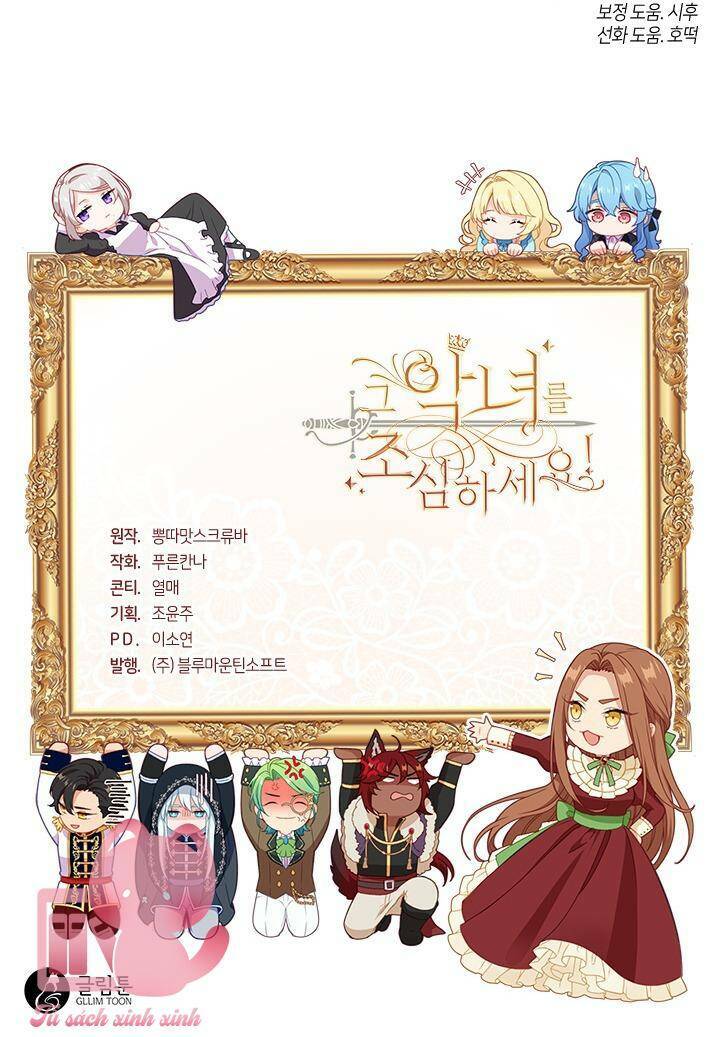 보정 도움. 시후
선화 도움. 호떡
그 악녀를
조심하세요!
원작. 뽕따맛스크류바
작화. 푸른칸나
콘티. 열매
기획. 조윤주
PD. 이소연
발행. (주)블루마운틴소프트
글림툰
GLLIM TOON
Tủ sách xinh xinh